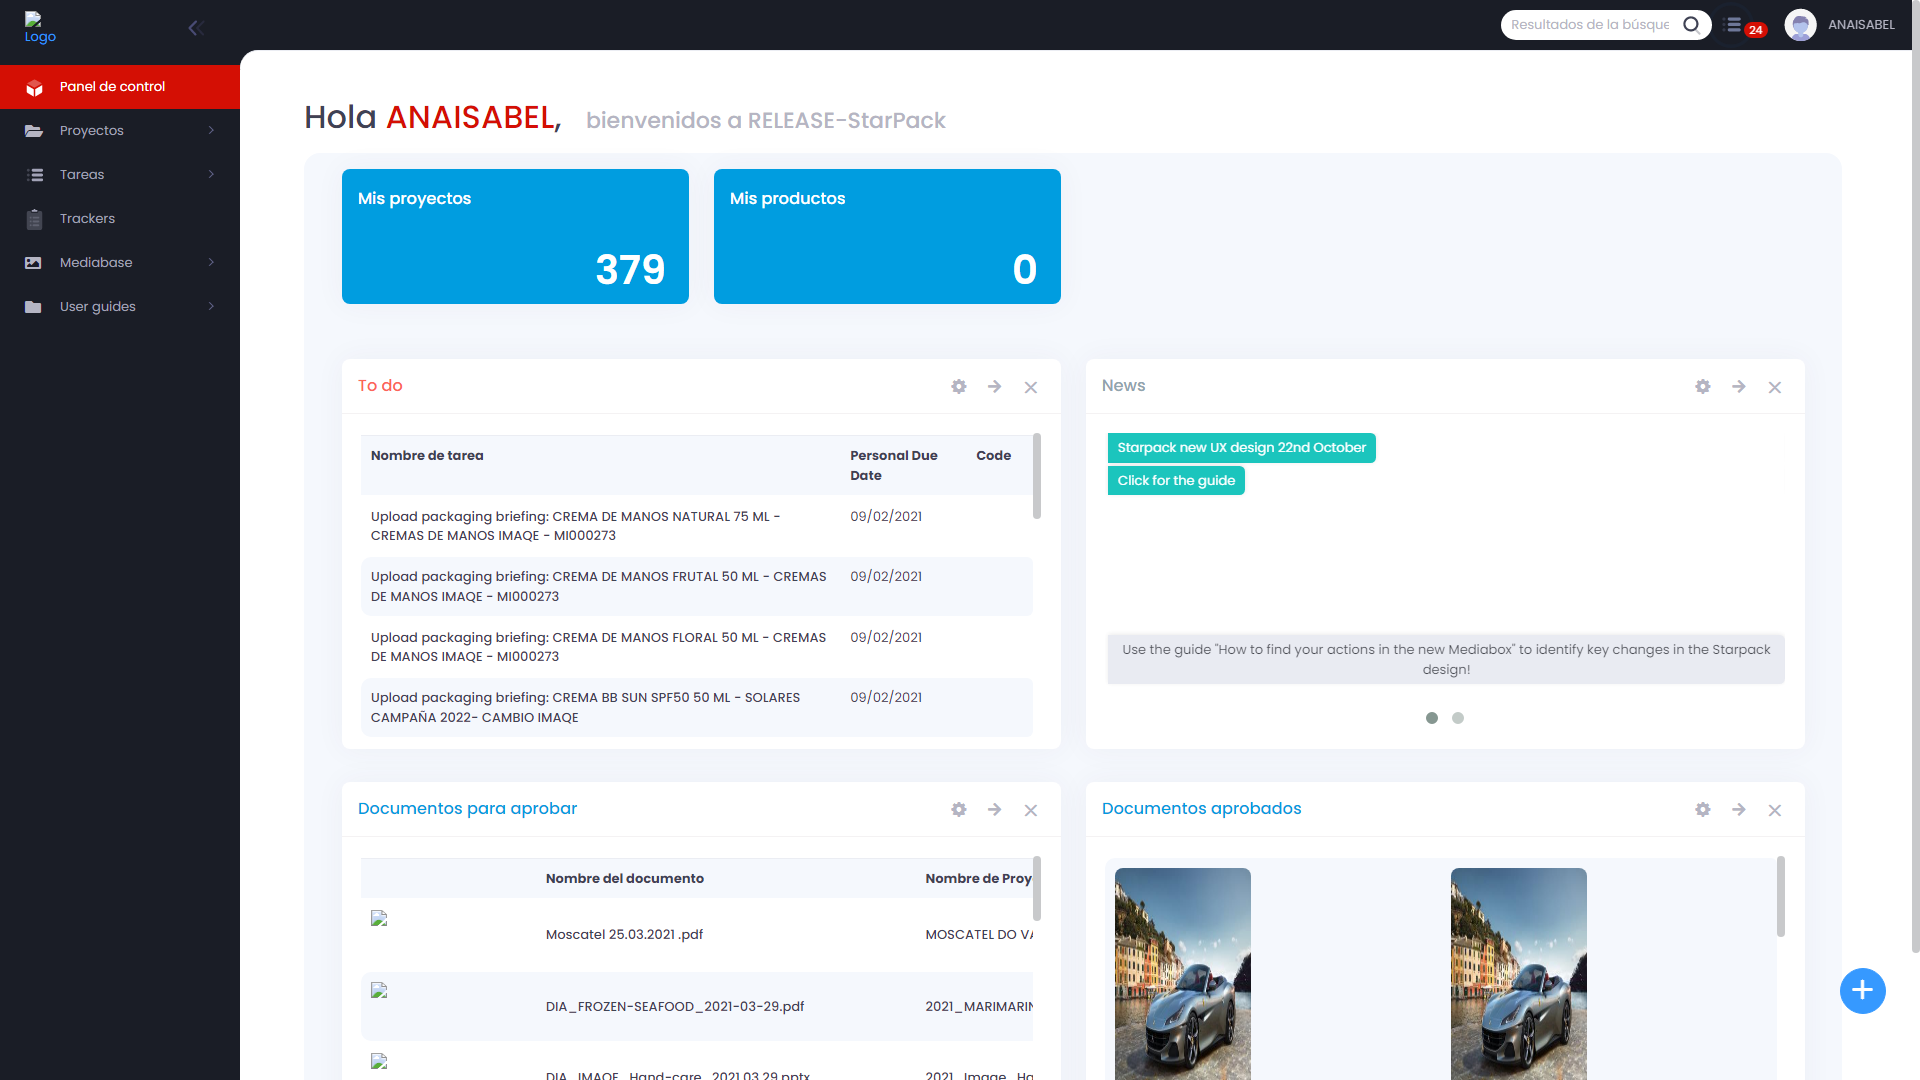 Logo
Resultados de la búsque
24
ANAISABEL
Panel de control
Proyectos
Tareas
Trackers
Mediabase
User guides
Hola ANAISABEL, bienvenidos a RELEASE-StarPack
Mis proyectos
379
Mis productos
0
To do
Nombre de tarea
Personal Due
Date
Code
Upload packaging briefing: CREMA DE MANOS NATURAL 75 ML -
CREMAS DE MANOS IMAQE - MI000273
09/02/2021
Upload packaging briefing: CREMA DE MANOS FRUTAL 50 ML - CREMAS
DE MANOS IMAQE - MI000273
09/02/2021
Upload packaging briefing: CREMA DE MANOS FLORAL 50 ML - CREMAS
DE MANOS IMAQE - MI000273
09/02/2021
Upload packaging briefing: CREMA BB SUN SPF50 50 ML - SOLARES
CAMPAÑA 2022- CAMBIO IMAQE
09/02/2021
News
Starpack new UX design 22nd October
Click for the guide
Use the guide "How to find your actions in the new Mediabox" to identify key changes in the Starpack
design!
Documentos para aprobar
Nombre del documento
Nombre de Proy
Moscatel 25.03.2021 .pdf
MOSCATEL DO VA
DIA_FROZEN-SEAFOOD_2021-03-29.pdf
2021_MARIMARIN
DIA_IMAQE_Hand-care_2021.03.29.pptx
2021_Imaqe_Ha
Documentos aprobados